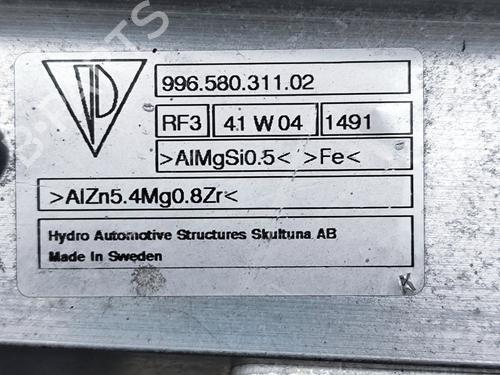 996.580.311.02
RF3 41 W 04 1491
>AlMgSi0.5< >Fe<
>AlZn5.4Mg0.8Zr<
Hydro Automotive Structures Skultuna AB
Made In Sweden
K